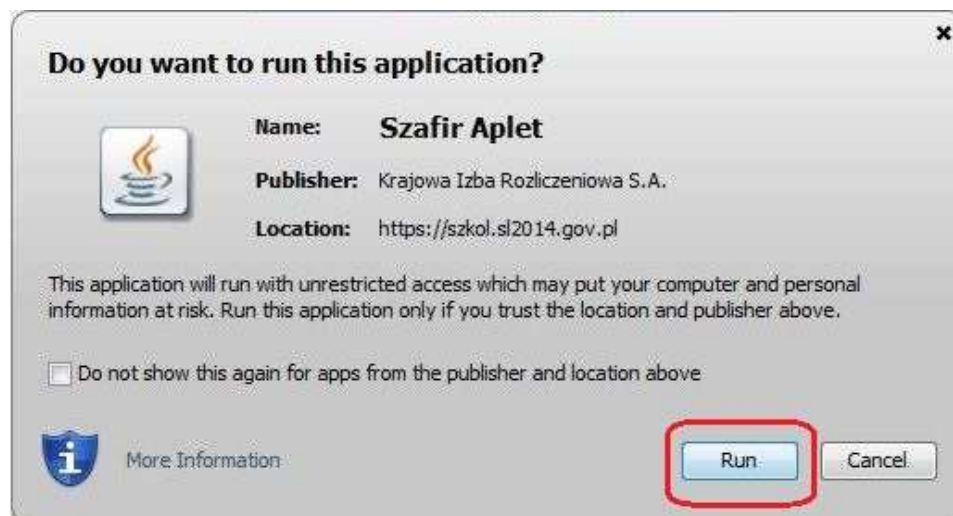 Do you want to run this application?
Name: Szafir Aplet
Publisher: Krajowa Izba Rozliczeniowa S.A.
Location: https://szkol.sl2014.gov.pl
This application will run with unrestricted access which may put your computer and personal
information at risk. Run this application only if you trust the location and publisher above.
Do not show this again for apps from the publisher and location above
More Information
Run Cancel